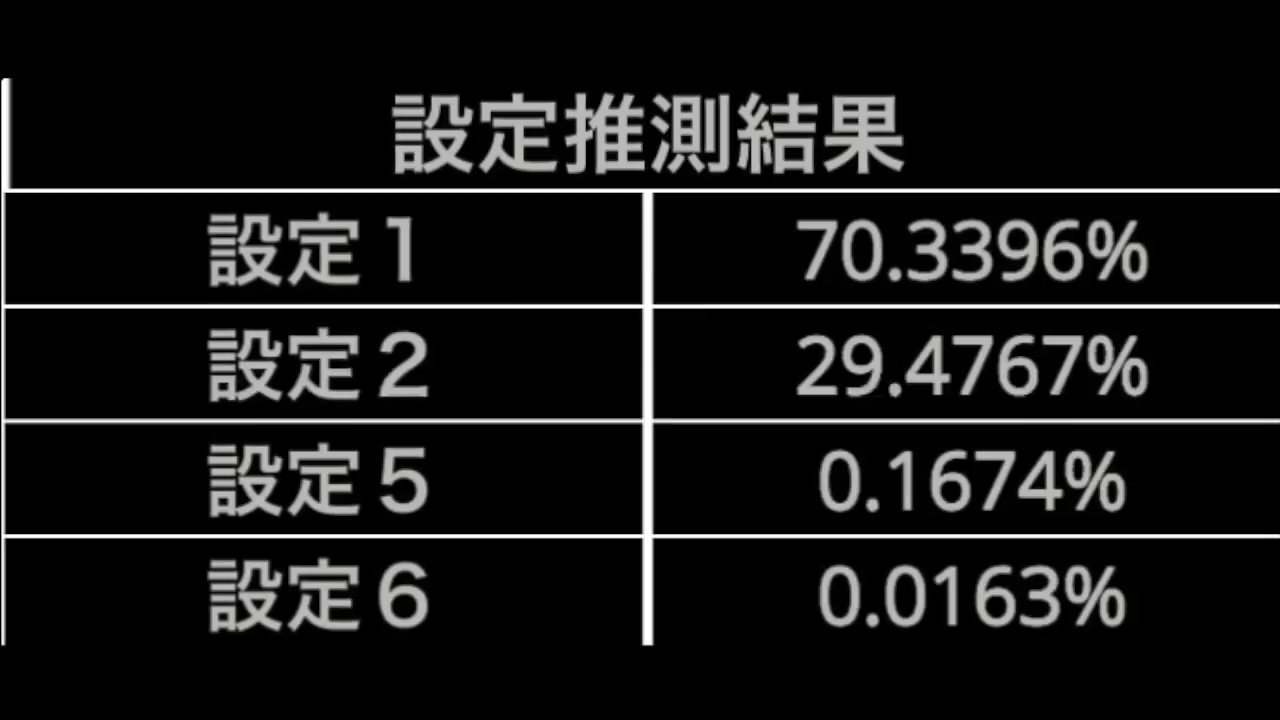 設定推測結果
設定１ 70.3396%
設定２ 29.4767%
設定５ 0.1674%
設定６ 0.0163%